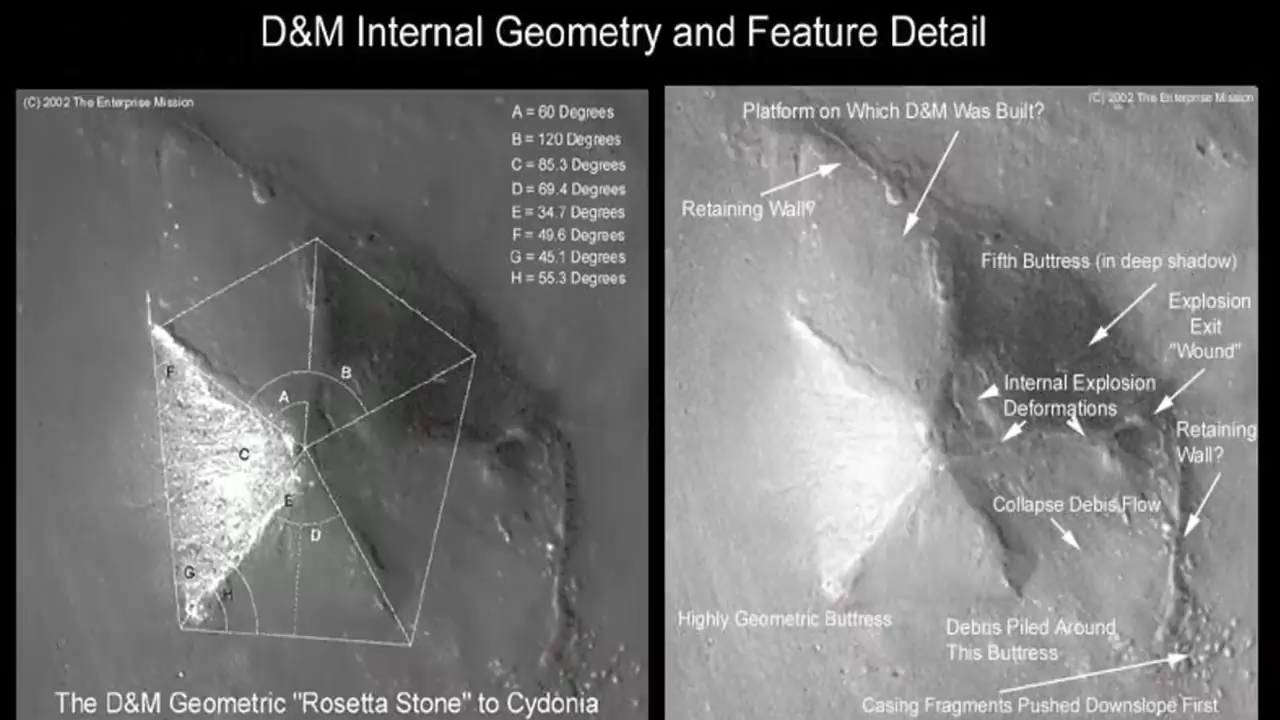 D&M Internal Geometry and Feature Detail
(C) 2002 The Enterprise Mission
A = 60 Degrees
B = 120 Degrees
C = 85.3 Degrees
D = 69.4 Degrees
E = 34.7 Degrees
F = 49.6 Degrees
G = 45.1 Degrees
H = 55.3 Degrees
B
A
F
C
E
D
G
H
The D&M Geometric "Rosetta Stone" to Cydonia
(C) 2002 The Enterprise Mission
Platform on Which D&M Was Built?
Retaining Wall?
Fifth Buttress (in deep shadow)
Explosion
Exit
"Wound"
Internal Explosion
Deformations
Retaining
Wall?
Collapse Debis Flow
Highly Geometric Buttress
Debris Piled Around
This Buttress
Casing Fragments Pushed Downslope First